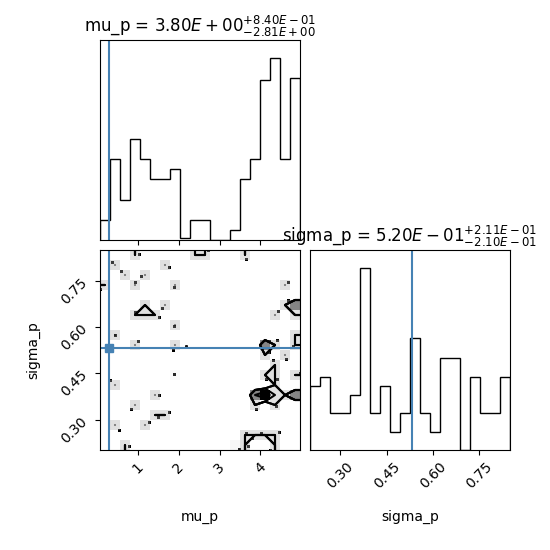 mu_p = 3.80E + 00+8.40E−01 −2.81E+00
sigma_p = 5.20E − 01+2.11E−01 −2.10E−01
0.75
0.60
0.45
0.30
sigma_p
1 2 3 4
0.30 0.45 0.60 0.75
mu_p sigma_p